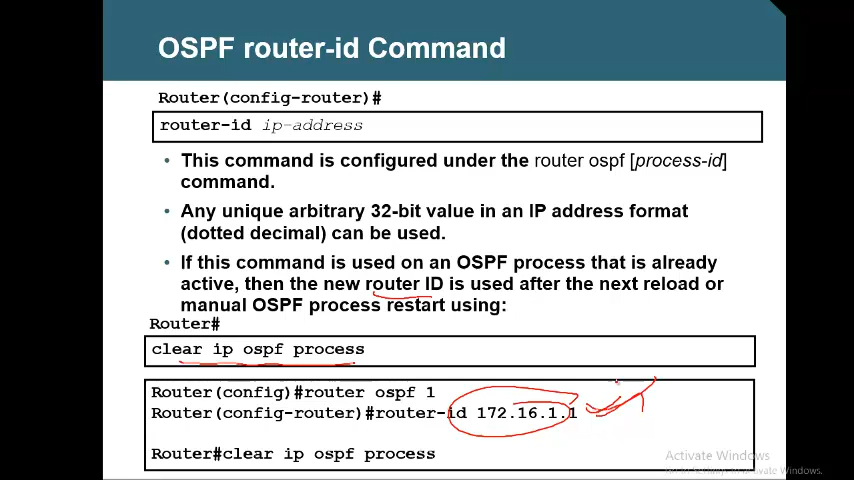 OSPF router-id Command
Router(config-router)#
router-id ip-address
• This command is configured under the router ospf [process-id]
command.
• Any unique arbitrary 32-bit value in an IP address format
(dotted decimal) can be used.
• If this command is used on an OSPF process that is already
active, then the new router ID is used after the next reload or
manual OSPF process restart using:
Router#
clear ip ospf process
Router(config)#router ospf 1
Router(config-router)#router-id 172.16.1.1
Router#clear ip ospf process
Activate Windows